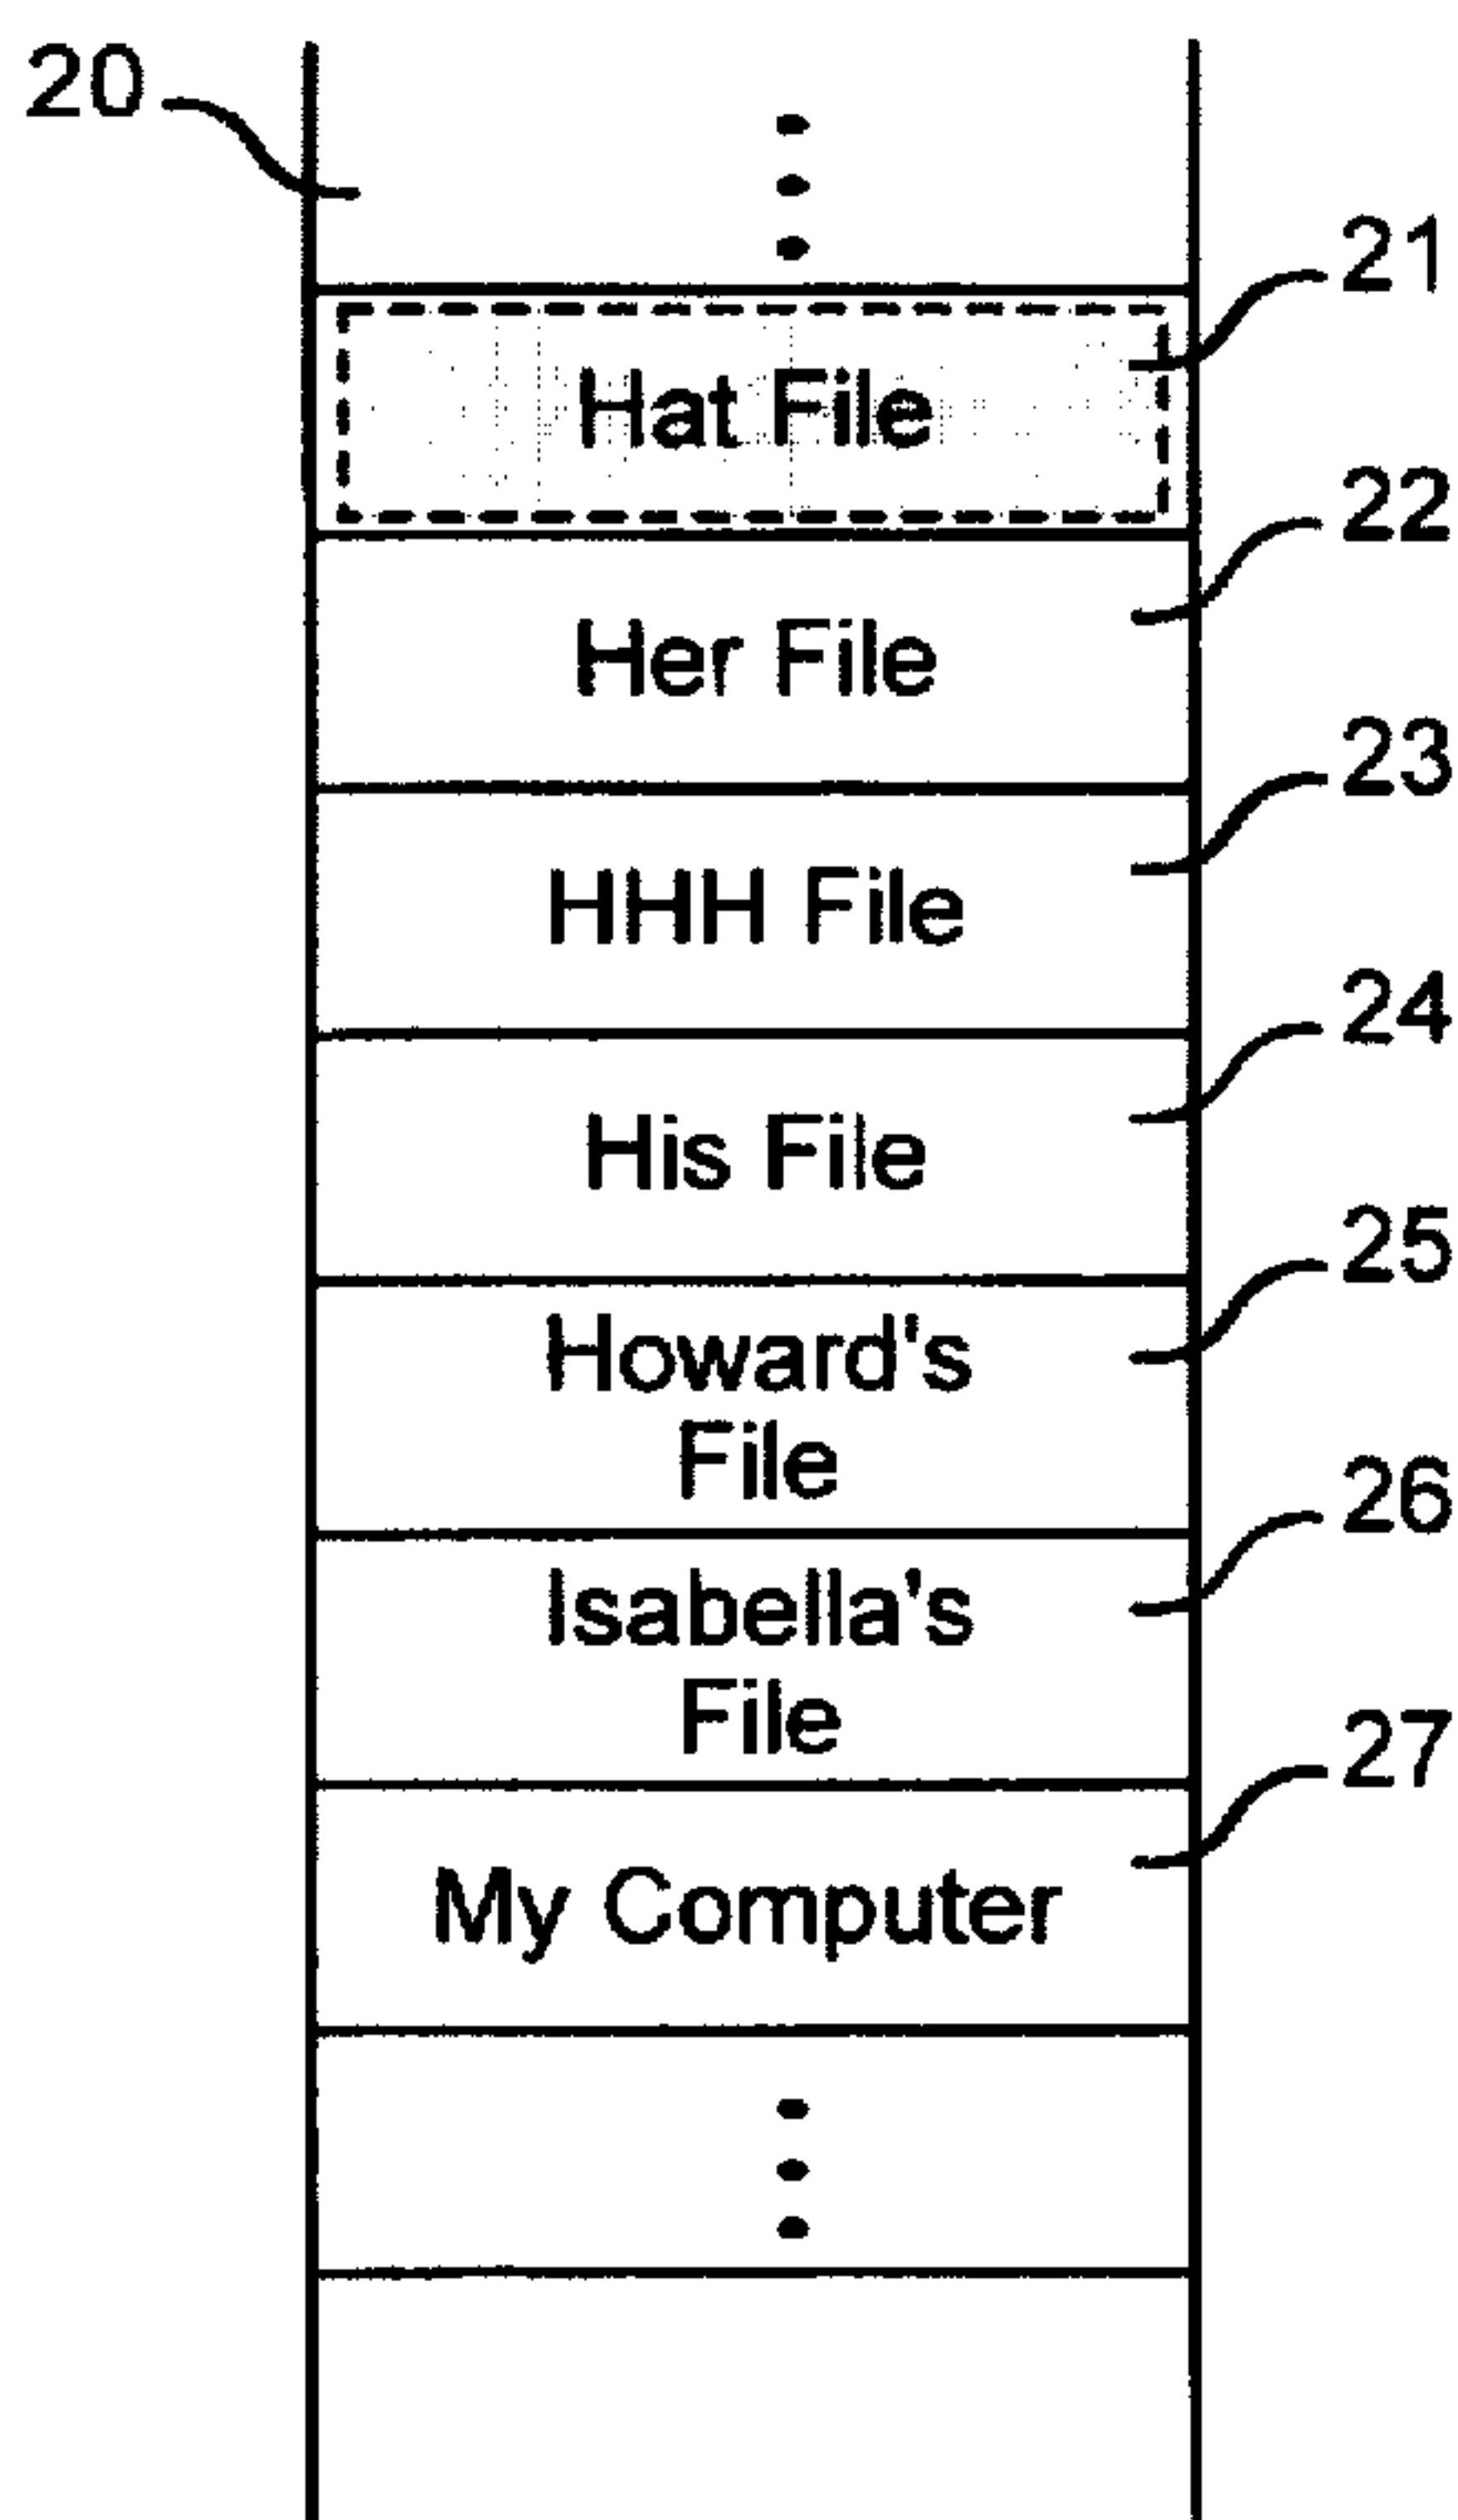 20
21
Hat File
22
Her File
23
HHH File
24
His File
25
Howard's
File
26
Isabella's
File
27
My Computer